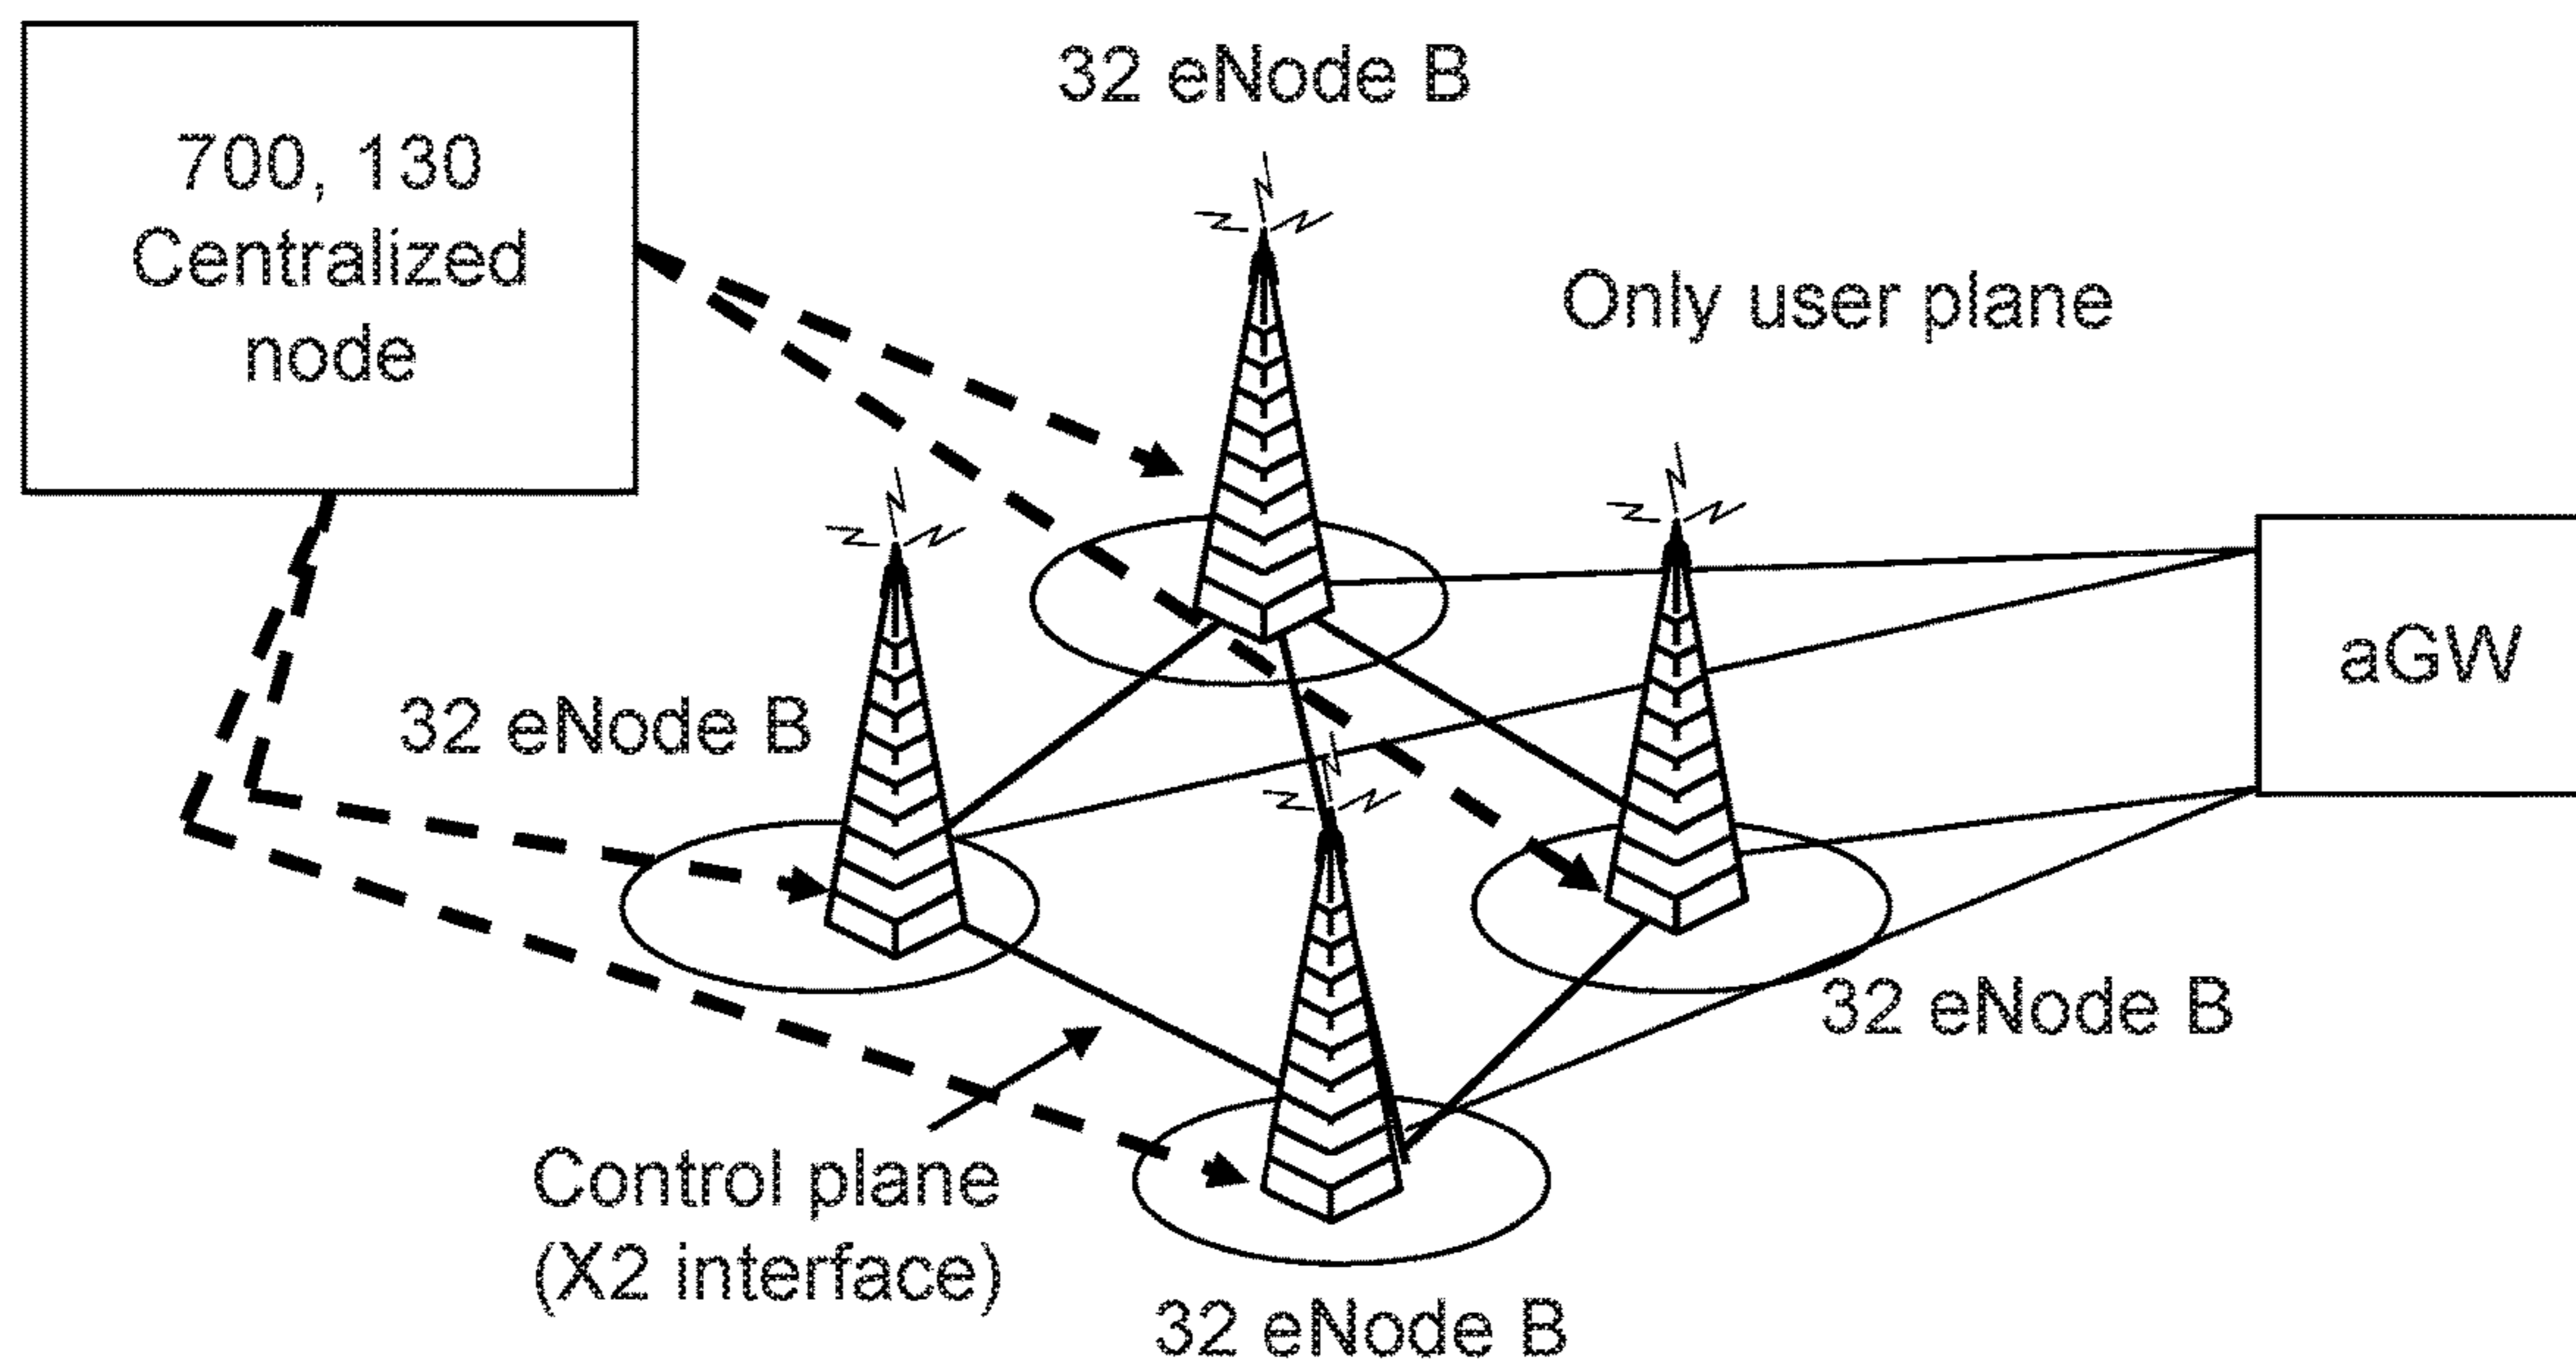 32 eNode B
700, 130
Centralized
node
Only user plane
aGW
32 eNode B
32 eNode B
Control plane
(X2 interface)
32 eNode B